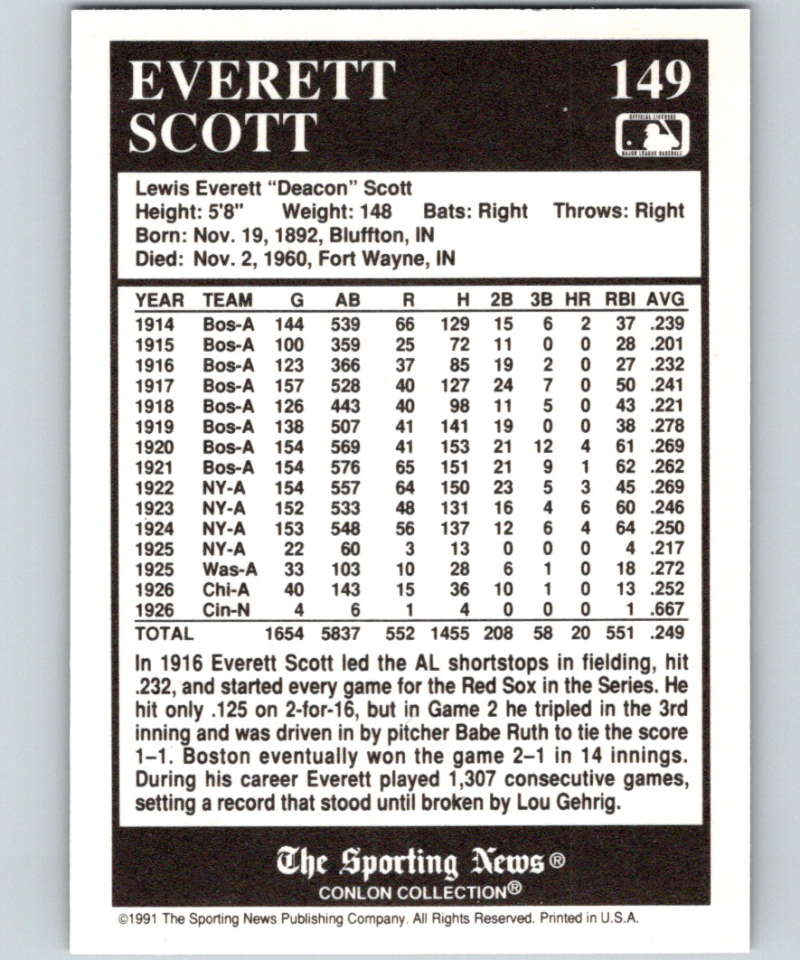 EVERETT 149
SCOTT
OFFICIAL LICENSEE
MAJOR LEAGUE BASEBALL
Lewis Everett "Deacon" Scott
Height: 5'8" Weight: 148 Bats: Right Throws: Right
Born: Nov. 19, 1892, Bluffton, IN
Died: Nov. 2, 1960, Fort Wayne, IN
YEAR TEAM G AB R H 2B 3B HR RBI AVG
1914 Bos-A 144 539 66 129 15 6 2 37 .239
1915 Bos-A 100 359 25 72 11 0 0 28 .201
1916 Bos-A 123 366 37 85 19 2 0 27 .232
1917 Bos-A 157 528 40 127 24 7 0 50 .241
1918 Bos-A 126 443 40 98 11 5 0 43 .221
1919 Bos-A 138 507 41 141 19 0 0 38 .278
1920 Bos-A 154 569 41 153 21 12 4 61 .269
1921 Bos-A 154 576 65 151 21 9 1 62 .262
1922 NY-A 154 557 64 150 23 5 3 45 .269
1923 NY-A 152 533 48 131 16 4 6 60 .246
1924 NY-A 153 548 56 137 12 6 4 64 .250
1925 NY-A 22 60 3 13 0 0 0 4 .217
1925 Was-A 33 103 10 28 6 1 0 18 .272
1926 Chi-A 40 143 15 36 10 1 0 13 .252
1926 Cin-N 4 6 1 4 0 0 0 1 .667
TOTAL 1654 5837 552 1455 208 58 20 551 .249
In 1916 Everett Scott led the AL shortstops in fielding, hit
.232, and started every game for the Red Sox in the Series. He
hit only .125 on 2-for-16, but in Game 2 he tripled in the 3rd
inning and was driven in by pitcher Babe Ruth to tie the score
1–1. Boston eventually won the game 2–1 in 14 innings.
During his career Everett played 1,307 consecutive games,
setting a record that stood until broken by Lou Gehrig.
The Sporting News®
CONLON COLLECTION®
©1991 The Sporting News Publishing Company. All Rights Reserved. Printed in U.S.A.